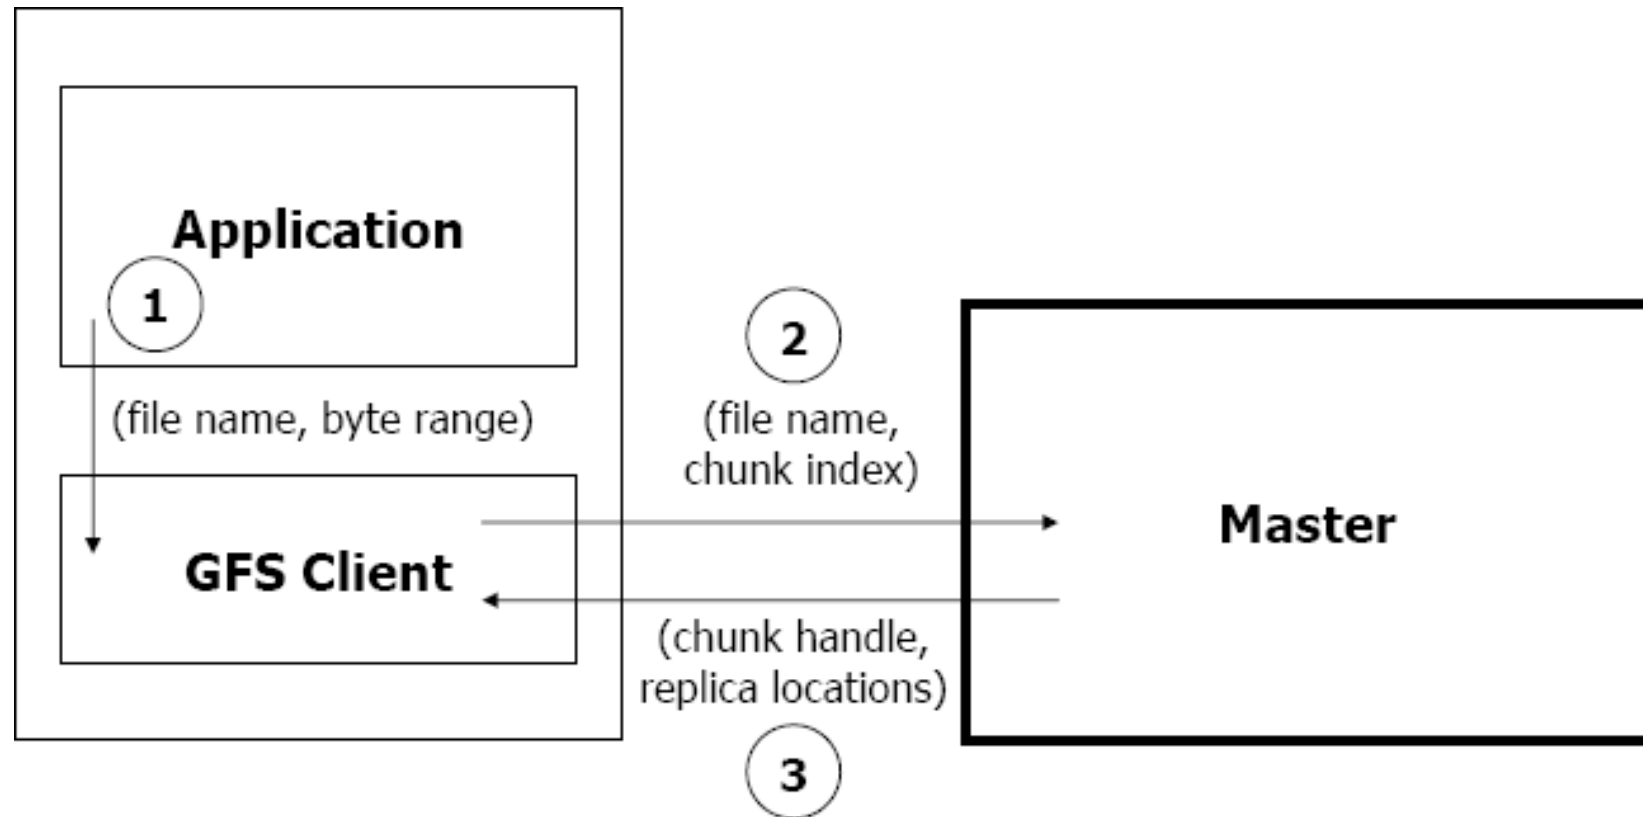 Application
1
(file name, byte range)
GFS Client
2
(file name,
chunk index)
Master
(chunk handle,
replica locations)
3